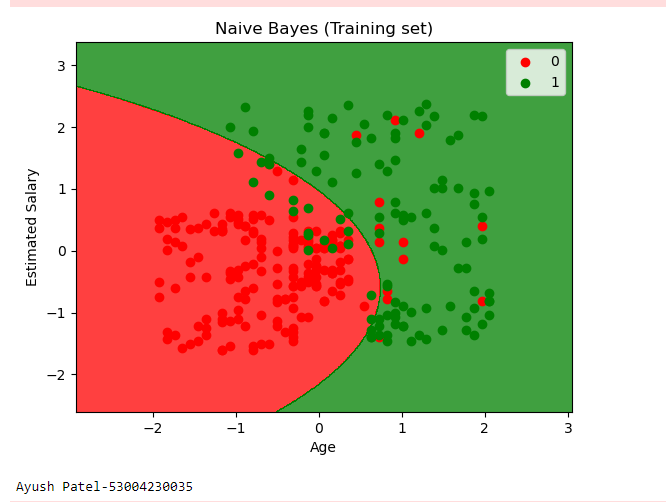 Naive Bayes (Training set)
0
1
3
2
1
0
−1
−2
Estimated Salary
−2 −1 0 1 2 3
Age
Ayush Patel-53004230035